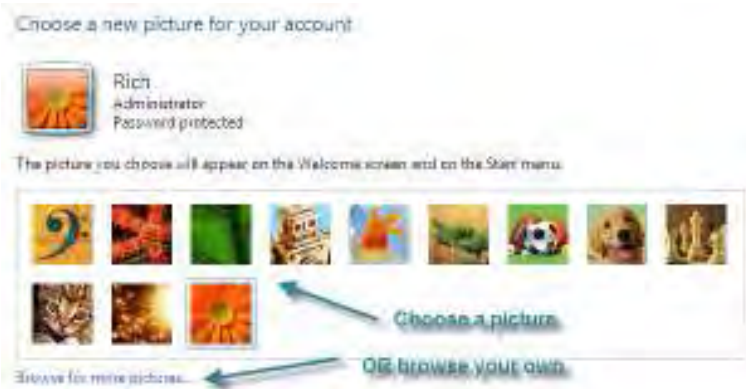 Choose a new picture for your account
Rich
Administrator
Password protected
The picture you choose will appear on the Welcome screen and on the Start menu.
Choose a picture
OR browse your own.
Browse for more pictures...